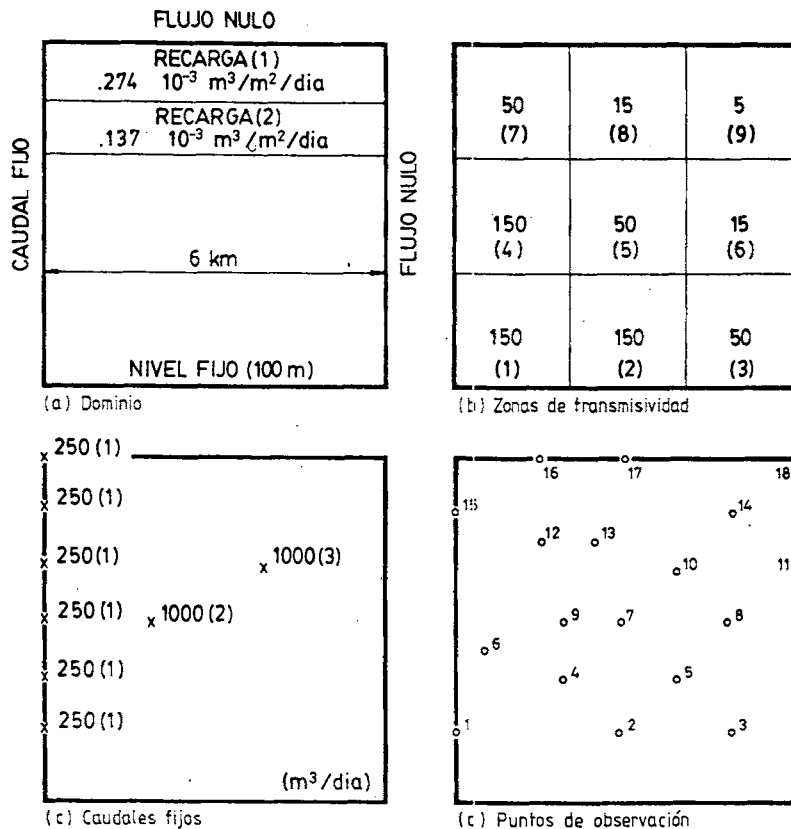 FLUJO NULO
RECARGA(1)
.274 10⁻³ m³/m²/dia
RECARGA(2)
.137 10⁻³ m³/m²/dia
CAUDAL FIJO
FLUJO NULO
6 km
NIVEL FIJO (100 m)
(a) Dominio
50 15 5
(7) (8) (9)
150 50 15
(4) (5) (6)
150 150 50
(1) (2) (3)
(b) Zonas de transmisividad
250 (1)
250 (1)
250 (1) 1000 (3)
250 (1) 1000 (2)
250 (1)
250 (1)
(m³/dia)
(c) Caudales fijos
16 17 18
15 14
12 13
10 11
9 7 8
6
4 5
1 2 3
(c) Puntos de observación